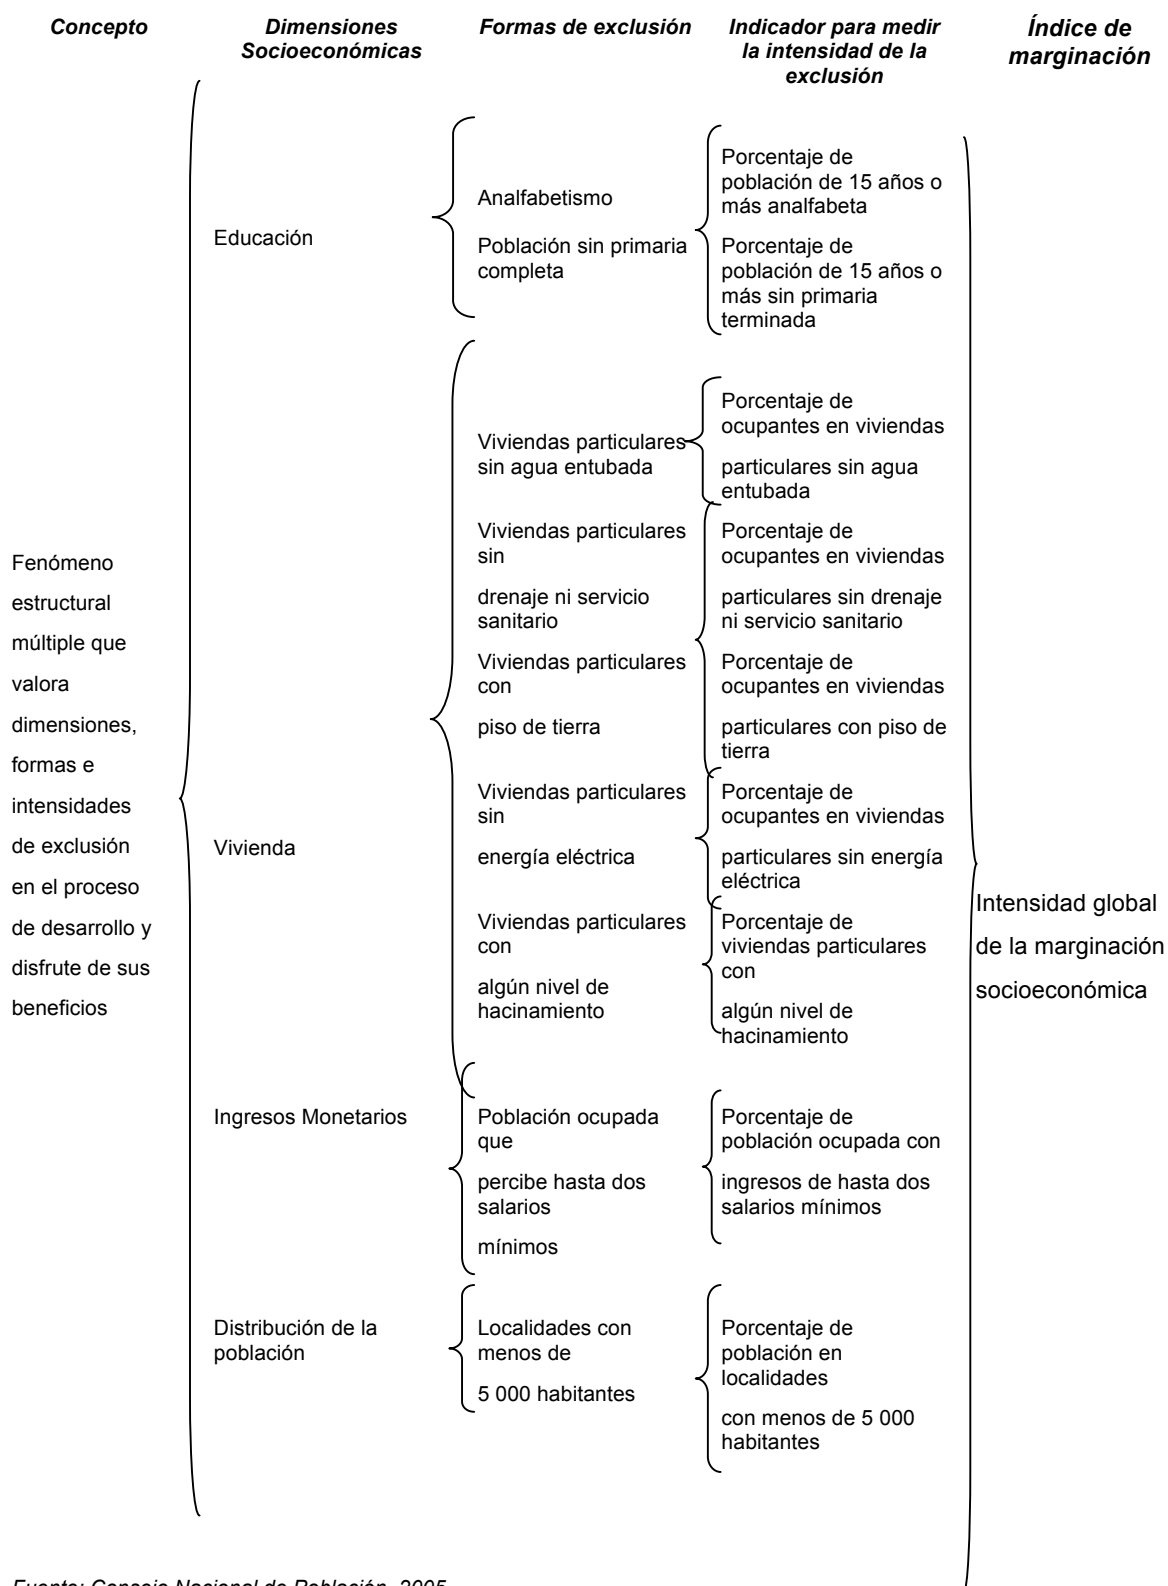 Concepto
Dimensiones
Socioeconómicas
Formas de exclusión
Indicador para medir
la intensidad de la
exclusión
Índice de
marginación
Fenómeno
estructural
múltiple que
valora
dimensiones,
formas e
intensidades
de exclusión
en el proceso
de desarrollo y
disfrute de sus
beneficios
Educación
Analfabetismo
Población sin primaria
completa
Porcentaje de
población de 15 años o
más analfabeta
Porcentaje de
población de 15 años o
más sin primaria
terminada
Vivienda
Viviendas particulares
sin agua entubada
Porcentaje de
ocupantes en viviendas
particulares sin agua
entubada
Viviendas particulares
sin
drenaje ni servicio
sanitario
Porcentaje de
ocupantes en viviendas
particulares sin drenaje
ni servicio sanitario
Viviendas particulares
con
piso de tierra
Porcentaje de
ocupantes en viviendas
particulares con piso de
tierra
Viviendas particulares
sin
energía eléctrica
Porcentaje de
ocupantes en viviendas
particulares sin energía
eléctrica
Viviendas particulares
con
algún nivel de
hacinamiento
Porcentaje de
viviendas particulares
con
algún nivel de
hacinamiento
Ingresos Monetarios
Población ocupada
que
percibe hasta dos
salarios
mínimos
Porcentaje de
población ocupada con
ingresos de hasta dos
salarios mínimos
Distribución de la
población
Localidades con
menos de
5 000 habitantes
Porcentaje de
población en
localidades
con menos de 5 000
habitantes
Intensidad global
de la marginación
socioeconómica
Fuente: Consejo Nacional de Población, 2005